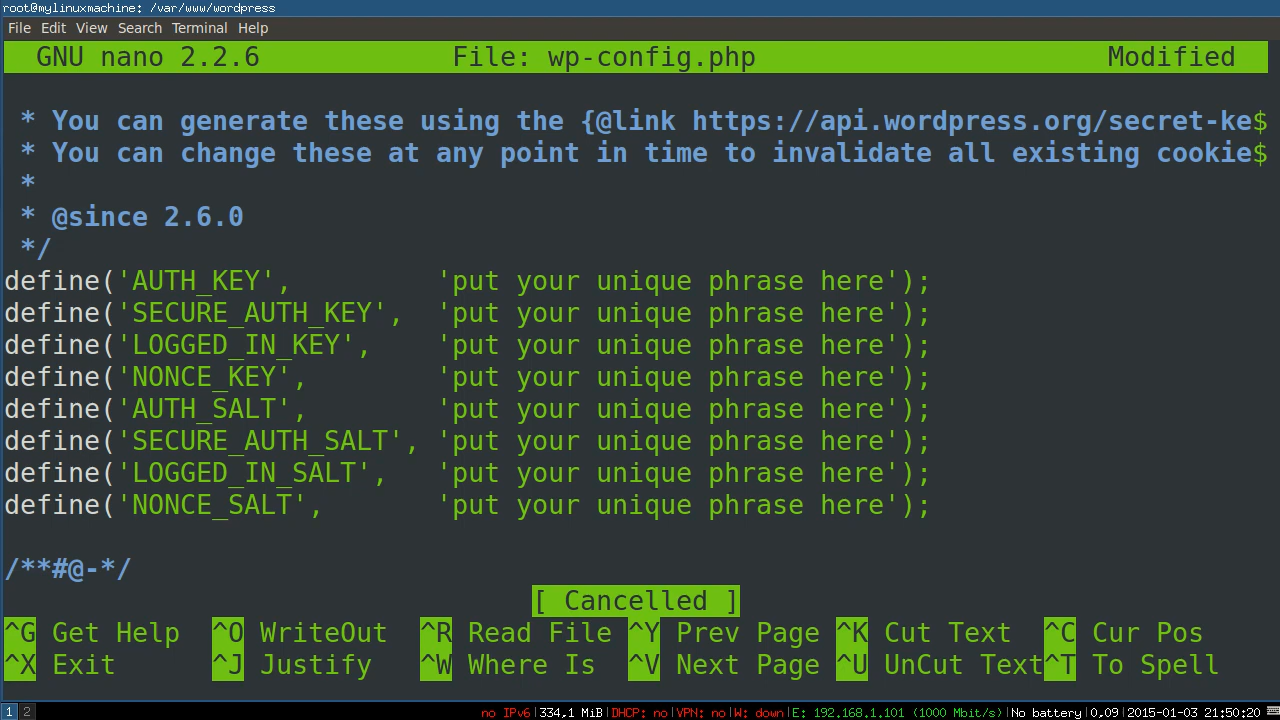 root@mylinuxmachine: /var/www/wordpress
File Edit View Search Terminal Help
GNU nano 2.2.6 File: wp-config.php Modified
* You can generate these using the {@link https://api.wordpress.org/secret-ke$
* You can change these at any point in time to invalidate all existing cookie$
*
* @since 2.6.0
*/
define('AUTH_KEY', 'put your unique phrase here');
define('SECURE_AUTH_KEY', 'put your unique phrase here');
define('LOGGED_IN_KEY', 'put your unique phrase here');
define('NONCE_KEY', 'put your unique phrase here');
define('AUTH_SALT', 'put your unique phrase here');
define('SECURE_AUTH_SALT', 'put your unique phrase here');
define('LOGGED_IN_SALT', 'put your unique phrase here');
define('NONCE_SALT', 'put your unique phrase here');
/**#@-*/
[ Cancelled ]
^G Get Help ^O WriteOut ^R Read File ^Y Prev Page ^K Cut Text ^C Cur Pos
^X Exit ^J Justify ^W Where Is ^V Next Page ^U UnCut Text ^T To Spell
1 2 no IPv6|334,1 MiB|DHCP: no|VPN: no|W: down|E: 192.168.1.101 (1000 Mbit/s)|No battery|0,09|2015-01-03 21:50:20